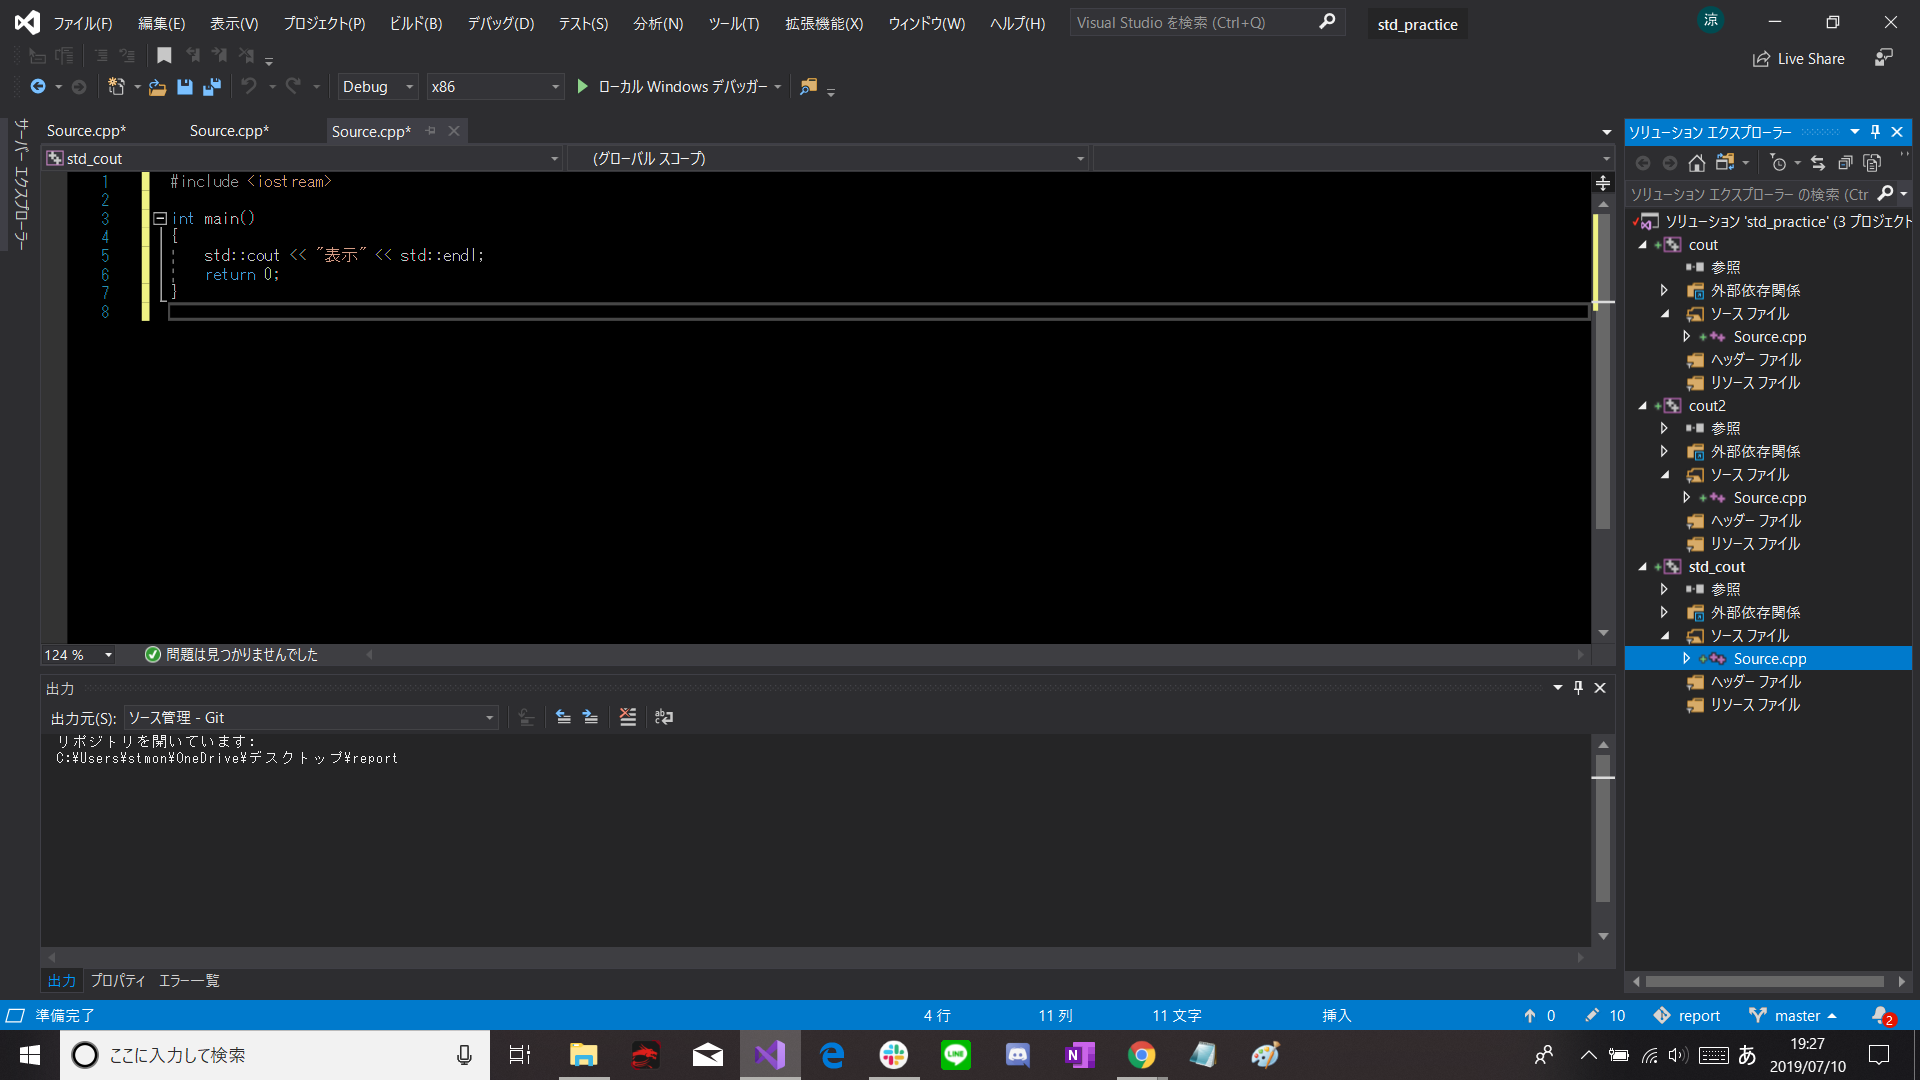 ファイル(F) 編集(E) 表示(V) プロジェクト(P) ビルド(B) デバッグ(D) テスト(S) 分析(N) ツール(T) 拡張機能(X) ウィンドウ(W) ヘルプ(H) Visual Studio を検索 (Ctrl+Q) std_practice 涼
Live Share
Debug x86 ローカル Windows デバッガー
サーバー エクスプローラー
Source.cpp* Source.cpp* Source.cpp*
std_cout (グローバル スコープ)
1 #include <iostream>
2
3 int main()
4 {
5 std::cout << "表示" << std::endl;
6 return 0;
7 }
8
124 % 問題は見つかりませんでした
出力
出力元(S): ソース管理 - Git
リポジトリを開いています:
C:¥Users¥stmon¥OneDrive¥デスクトップ¥report
出力 プロパティ エラー一覧
ソリューション エクスプローラー
ソリューション エクスプローラー の検索 (Ctr
ソリューション 'std_practice' (3 プロジェクト
cout
参照
外部依存関係
ソース ファイル
Source.cpp
ヘッダー ファイル
リソース ファイル
cout2
参照
外部依存関係
ソース ファイル
Source.cpp
ヘッダー ファイル
リソース ファイル
std_cout
参照
外部依存関係
ソース ファイル
Source.cpp
ヘッダー ファイル
リソース ファイル
準備完了 4 行 11 列 11 文字 挿入 0 10 report master 2
ここに入力して検索 LINE あ 19:27
2019/07/10